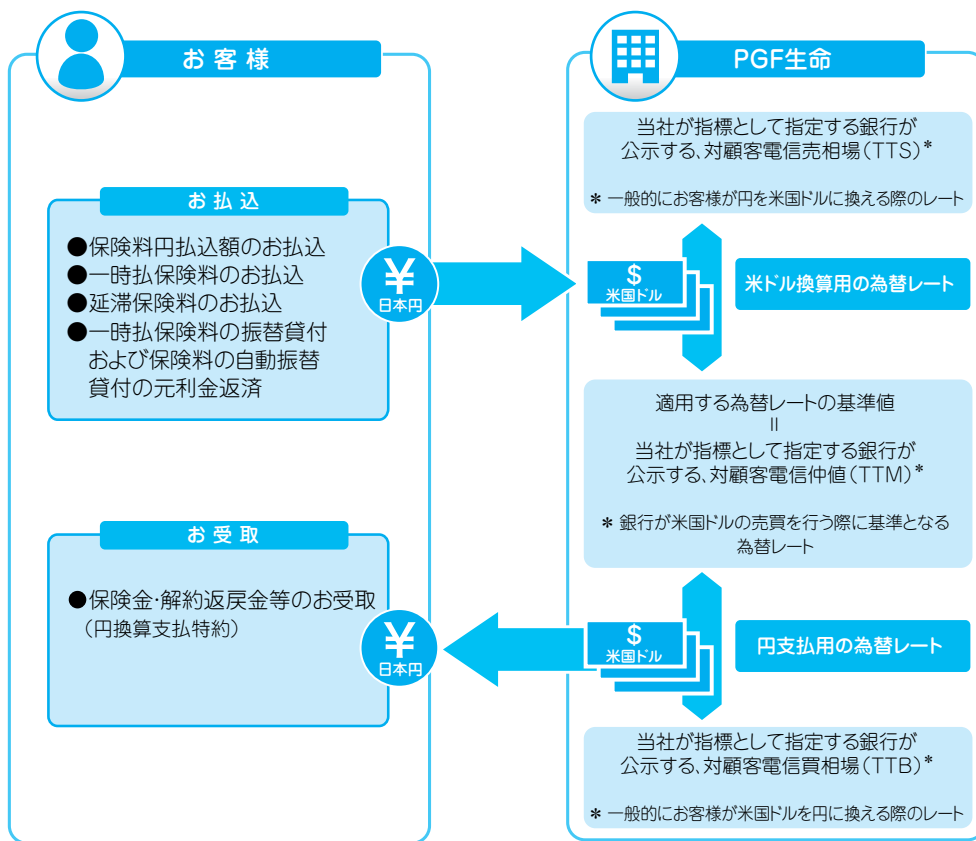 お客様
お払込
●保険料円払込額のお払込
●一時払保険料のお払込
●延滞保険料のお払込
●一時払保険料の振替貸付
および保険料の自動振替
貸付の元利金返済
¥
日本円
お受取
●保険金・解約返戻金等のお受取
（円換算支払特約）
¥
日本円
PGF生命
当社が指標として指定する銀行が
公示する、対顧客電信売相場（TTS）*
* 一般的にお客様が円を米国ドルに換える際のレート
$
米国ドル
米ドル換算用の為替レート
適用する為替レートの基準値
=
当社が指標として指定する銀行が
公示する、対顧客電信仲値（TTM）*
* 銀行が米国ドルの売買を行う際に基準となる
為替レート
$
米国ドル
円支払用の為替レート
当社が指標として指定する銀行が
公示する、対顧客電信買相場（TTB）*
* 一般的にお客様が米国ドルを円に換える際のレート